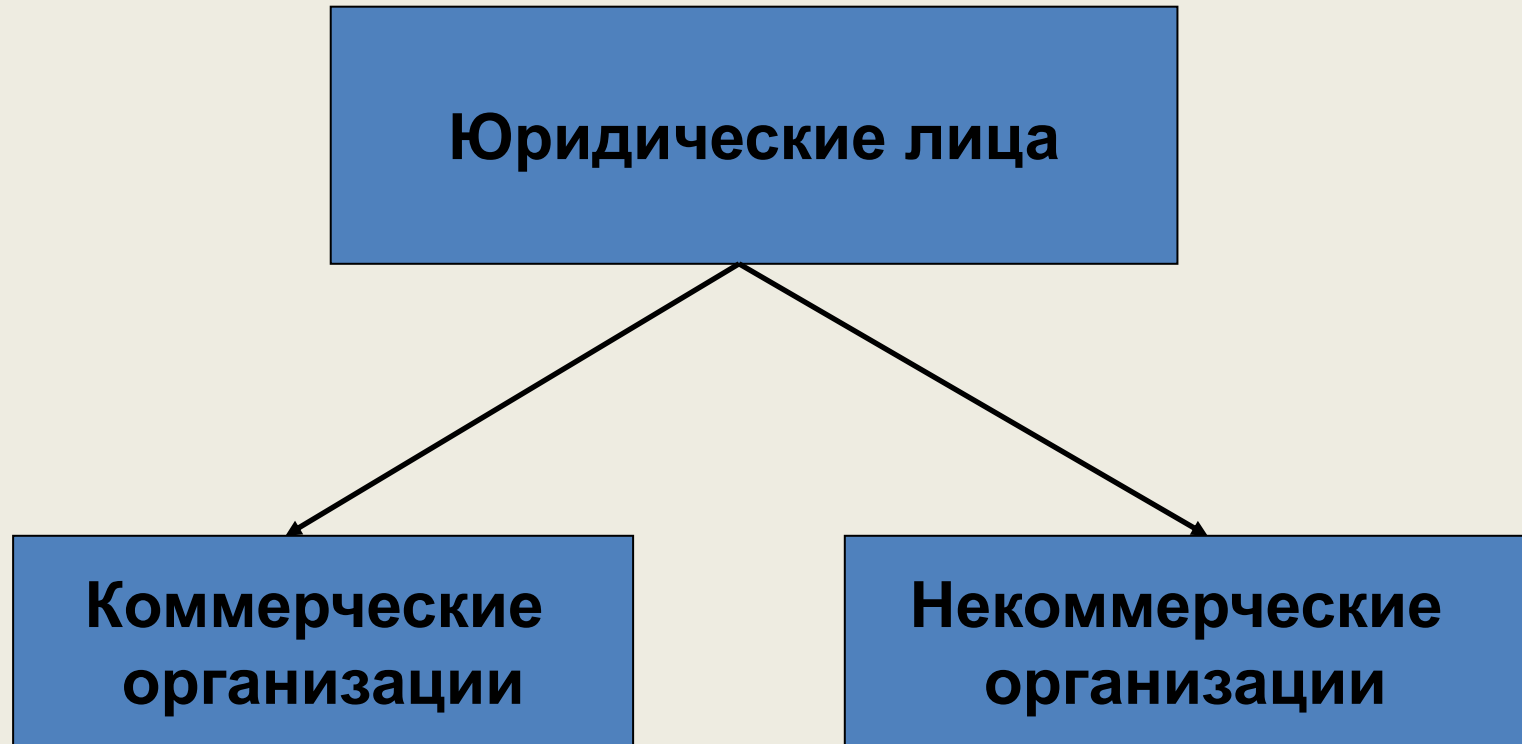 Юридические лица
Коммерческие
организации
Некоммерческие
организации